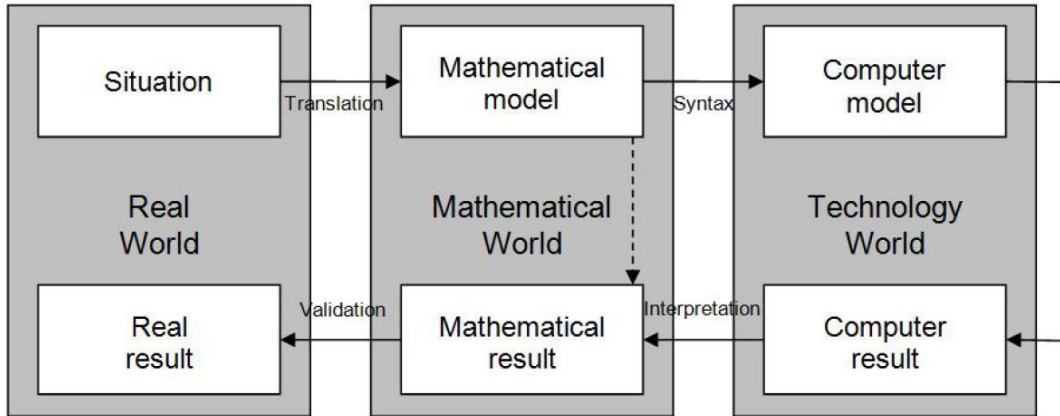 Situation
Translation
Mathematical
model
Syntax
Computer
model
Real
World
Mathematical
World
Technology
World
Real
result
Validation
Mathematical
result
Interpretation
Computer
result